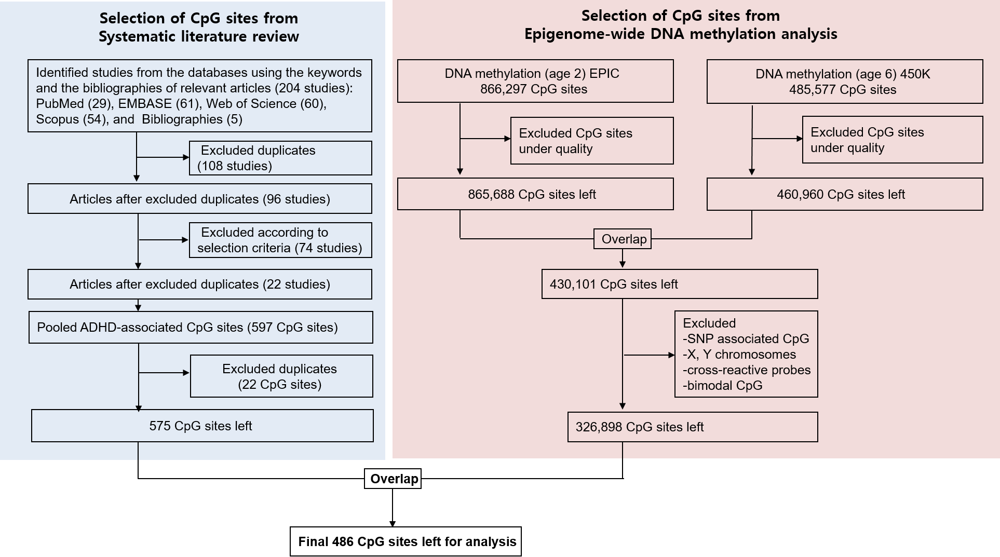 Selection of CpG sites from
Systematic literature review
Identified studies from the databases using the keywords
and the bibliographies of relevant articles (204 studies):
PubMed (29), EMBASE (61), Web of Science (60),
Scopus (54), and  Bibliographies (5)
Excluded duplicates
(108 studies)
Articles after excluded duplicates (96 studies)
Excluded according to
selection criteria (74 studies)
Articles after excluded duplicates (22 studies)
Pooled ADHD-associated CpG sites (597 CpG sites)
Excluded duplicates
(22 CpG sites)
575 CpG sites left
Selection of CpG sites from
Epigenome-wide DNA methylation analysis
DNA methylation (age 2) EPIC
866,297 CpG sites
DNA methylation (age 6) 450K
485,577 CpG sites
Excluded CpG sites
under quality
Excluded CpG sites
under quality
865,688 CpG sites left
460,960 CpG sites left
Overlap
430,101 CpG sites left
Excluded
-SNP associated CpG
-X, Y chromosomes
-cross-reactive probes
-bimodal CpG
326,898 CpG sites left
Overlap
Final 486 CpG sites left for analysis